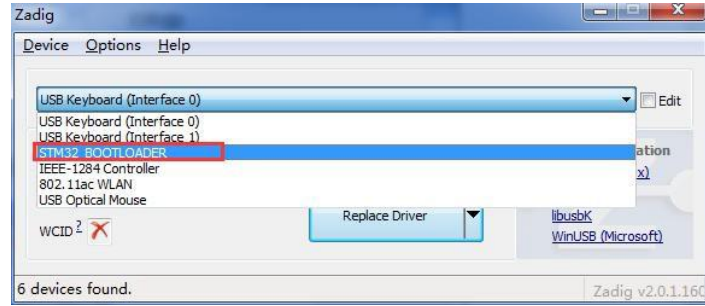 Zadig
Device Options Help
USB Keyboard (Interface 0)
Edit
USB Keyboard (Interface 0)
USB Keyboard (Interface 1)
STM32 BOOTLOADER
ation
IEEE-1284 Controller
x)
802.11ac WLAN
USB Optical Mouse
Replace Driver
libusbK
WCID ?
WinUSB (Microsoft)
6 devices found.
Zadig v2.0.1.160